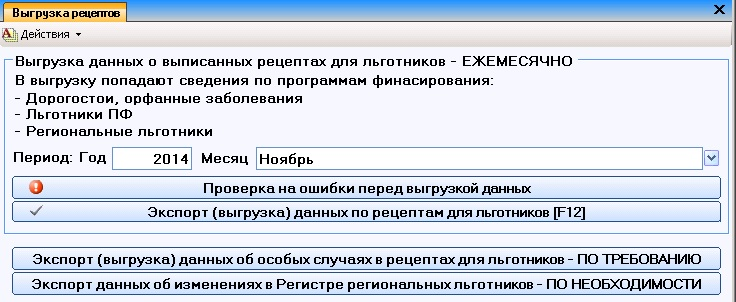 Выгрузка рецептов
Действия
Выгрузка данных о выписанных рецептах для льготников - ЕЖЕМЕСЯЧНО
В выгрузку попадают сведения по программам финасирования:
- Дорогостои, орфанные заболевания
- Льготники ПФ
- Региональные льготники
Период: Год 2014 Месяц Ноябрь
Проверка на ошибки перед выгрузкой данных
Экспорт (выгрузка) данных по рецептам для льготников [F12]
Экспорт (выгрузка) данных об особых случаях в рецептах для льготников - ПО ТРЕБОВАНИЮ
Экспорт данных об изменениях в Регистре региональных льготников - ПО НЕОБХОДИМОСТИ